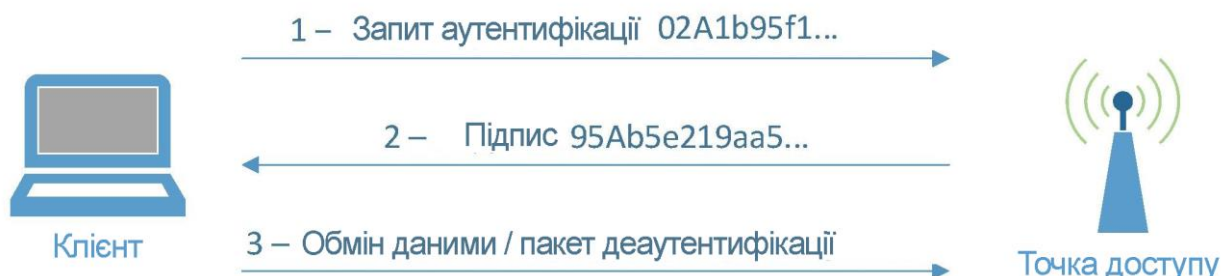 1 – Запит аутентифікації 02A1b95f1...
2 – Підпис 95Ab5e219aa5...
Клієнт
3 – Обмін даними / пакет деаутентифікації
Точка доступу